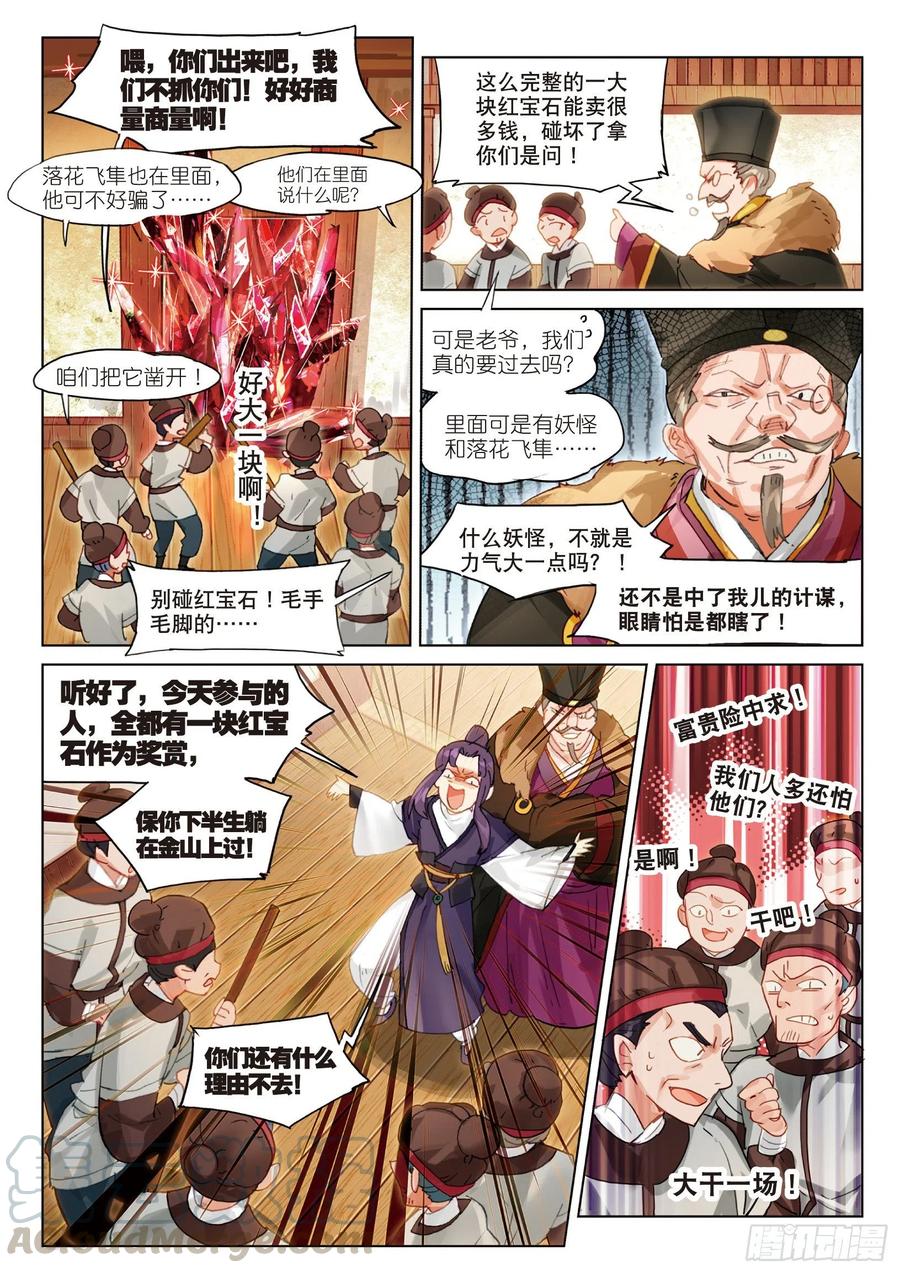 喂，你们出来吧，我
们不抓你们！好好商
量商量啊！
落花飞隼也在里面，
他可不好骗了……
他们在里面
说什么呢？
咱们把它凿开！
好大一块啊！
别碰红宝石！毛手
毛脚的……
这么完整的一大
块红宝石能卖很
多钱，碰坏了拿
你们是问！
可是老爷，我们
真的要过去吗？
里面可是有妖怪
和落花飞隼……
什么妖怪，不就是
力气大一点吗？！
还不是中了我儿的计谋，
眼睛怕是都瞎了！
听好了，今天参与的
人，全都有一块红宝
石作为奖赏，
保你下半生躺
在金山上过！
你们还有什么
理由不去！
富贵险中求！
我们人多还怕
他们？
是啊！
干吧！
大干一场！
AcloudMerge.com
腾讯动漫